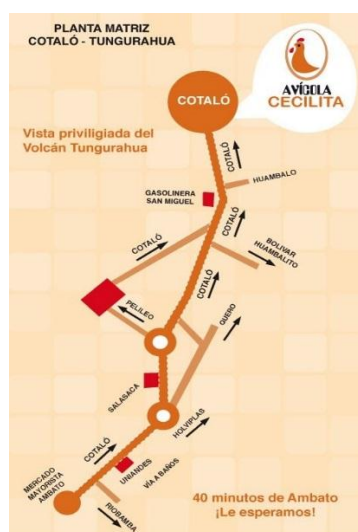 PLANTA MATRIZ
COTALÓ - TUNGURAHUA
AVÍCOLA
CECILITA
COTALÓ
Vista priviligiada del
Volcán Tungurahua
COTALÓ
HUAMBALO
GASOLINERA
SAN MIGUEL
COTALÓ
COTALÓ
BOLIVAR
HUAMBALITO
COTALÓ
PELILEO
QUERO
SALASACA
HOLVIPLAS
COTALÓ
UNIANDES
VÍA A BAÑOS
MERCADO
MAYORISTA
AMBATO
RIOBAMBA
40 minutos de Ambato
¡Le esperamos!